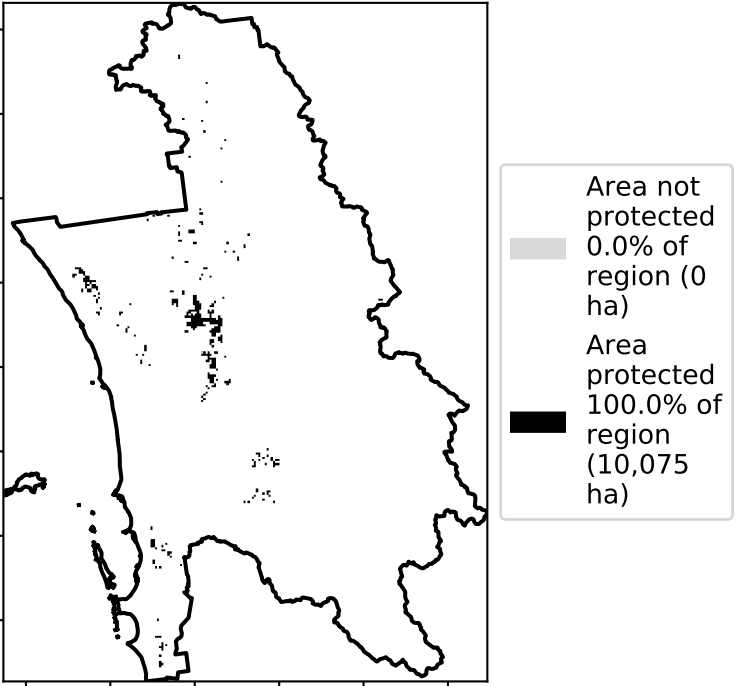 Area not
protected
0.0% of
region (0
ha)
Area
protected
100.0% of
region
(10,075
ha)